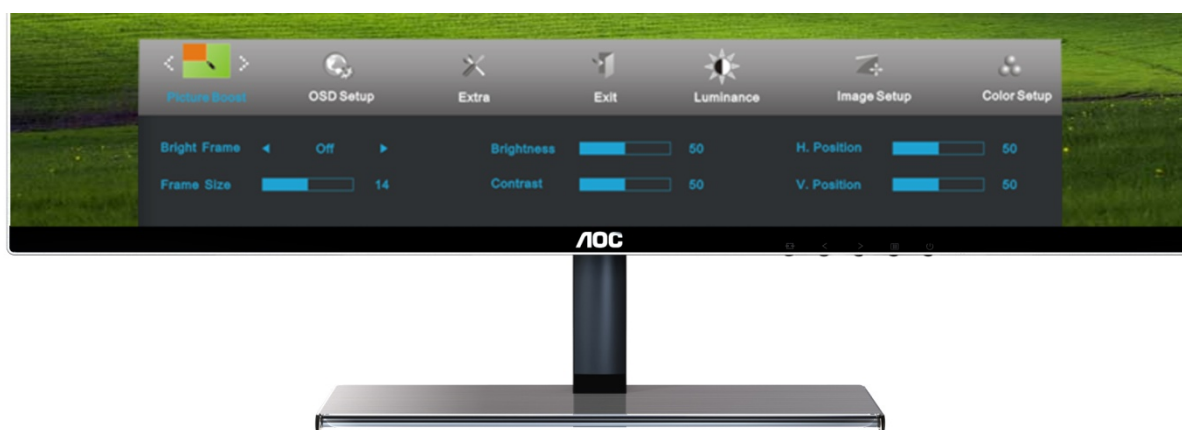 Picture Boost OSD Setup Extra Exit Luminance Image Setup Color Setup
Bright Frame Off Brightness 50 H. Position 50
Frame Size 14 Contrast 50 V. Position 50
AOC